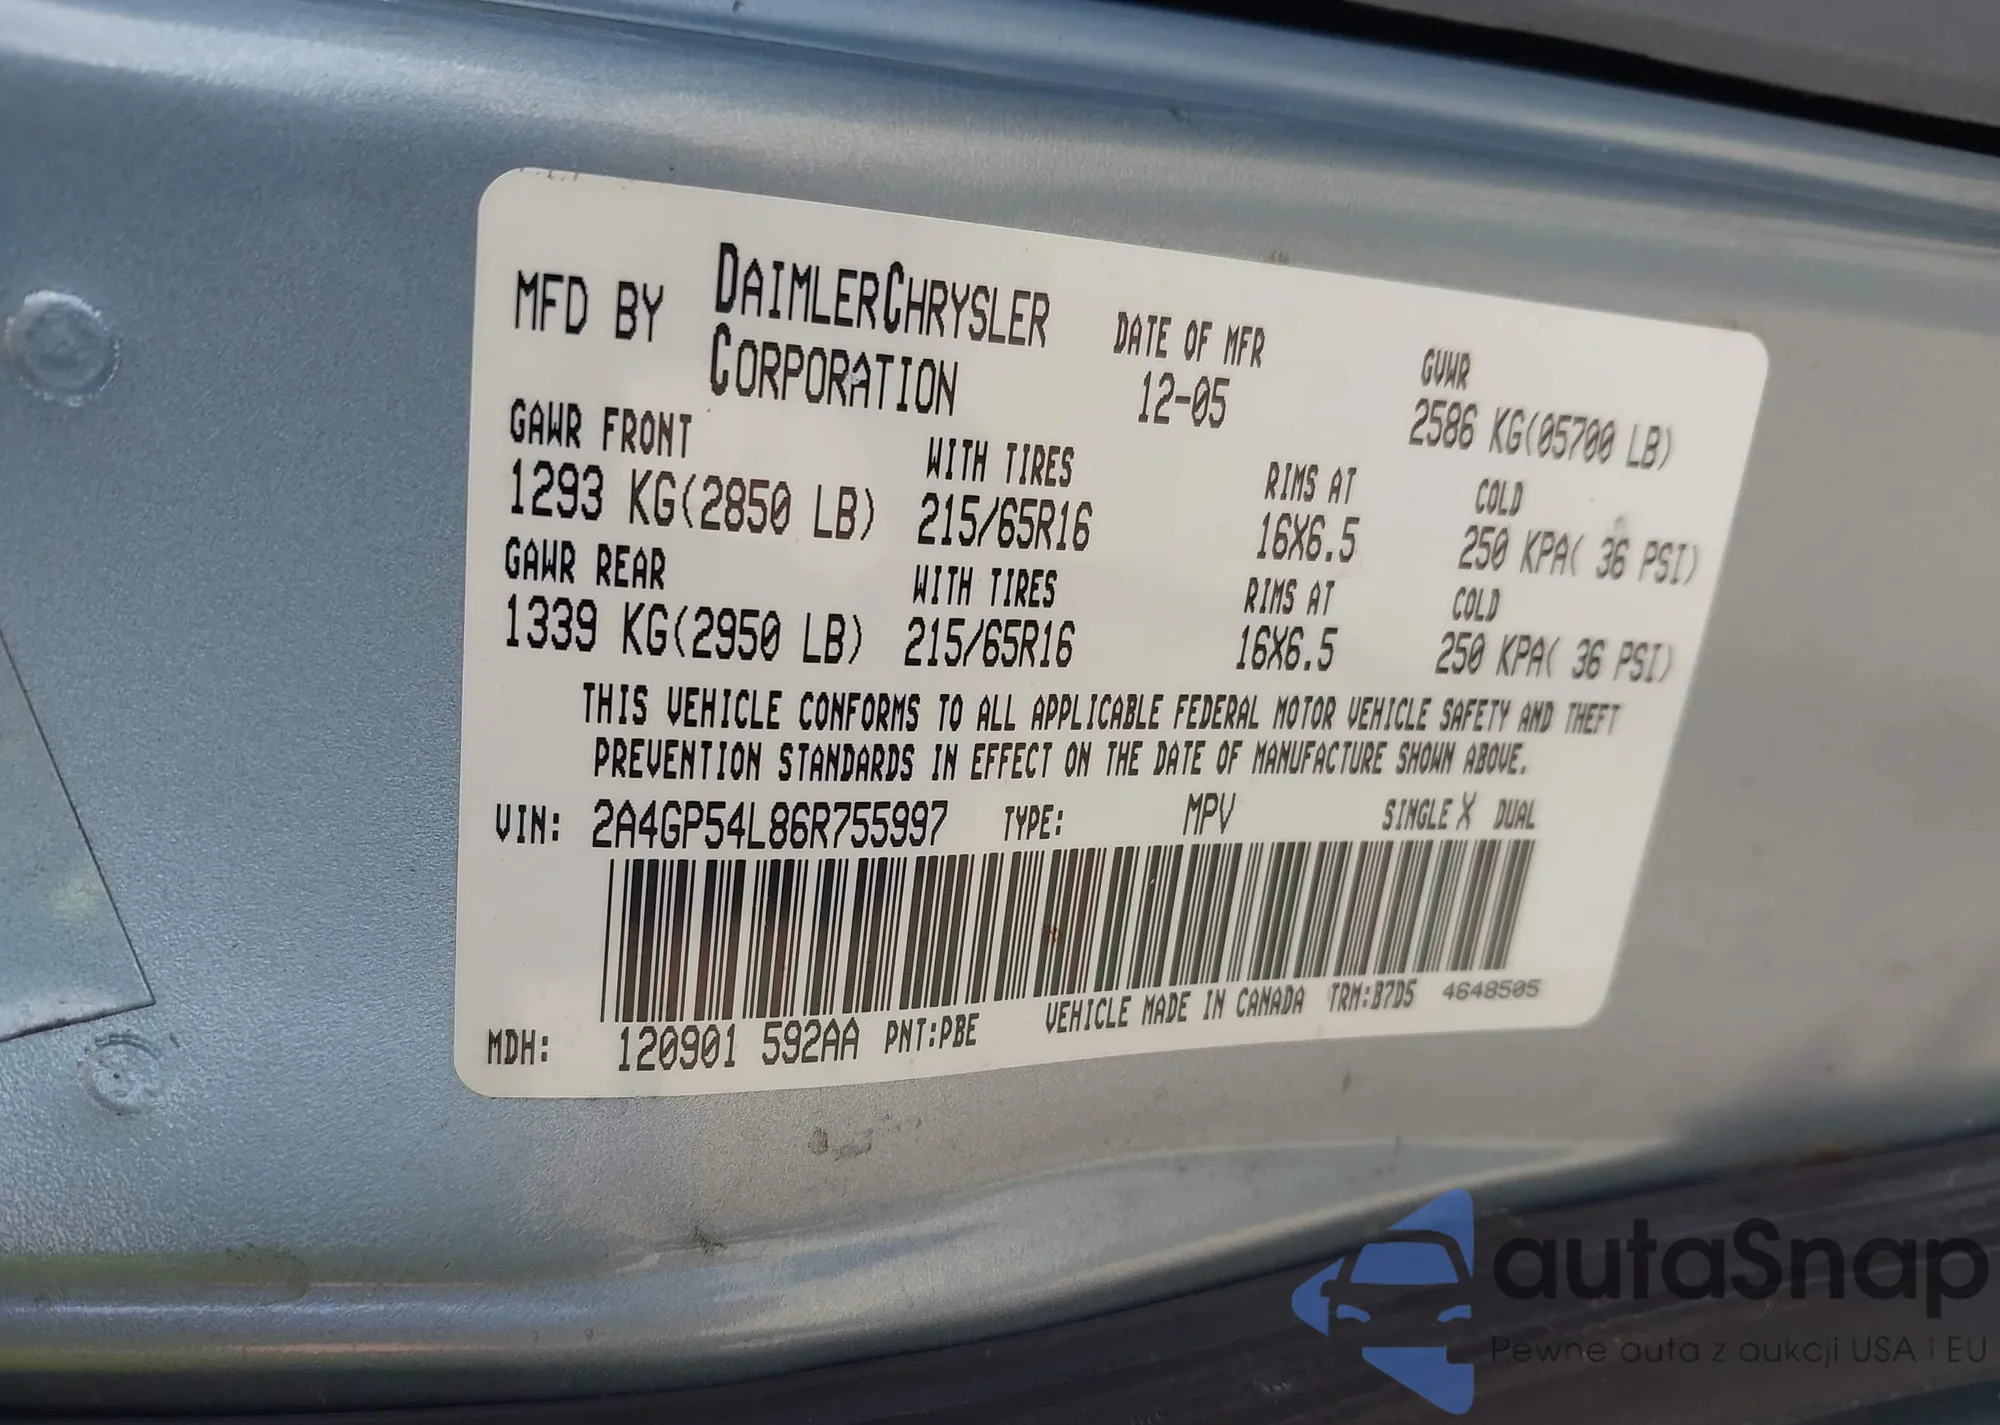 MFD BY DAIMLERCHRYSLER CORPORATION
DATE OF MFR
12-05
GVWR
2586 KG(05700 LB)
GAWR FRONT WITH TIRES RIMS AT COLD
1293 KG(2850 LB) 215/65R16 16X6.5 250 KPA( 36 PSI)
GAWR REAR WITH TIRES RIMS AT COLD
1339 KG(2950 LB) 215/65R16 16X6.5 250 KPA( 36 PSI)
THIS VEHICLE CONFORMS TO ALL APPLICABLE FEDERAL MOTOR VEHICLE SAFETY AND THEFT
PREVENTION STANDARDS IN EFFECT ON THE DATE OF MANUFACTURE SHOWN ABOVE.
VIN: 2A4GP54L86R755997 TYPE: MPV SINGLE X DUAL
MDH: 120901 592AA PNT:PBE VEHICLE MADE IN CANADA TRM:B7D5 4648505
autaSnap
Pewne auta z aukcji USA i EU